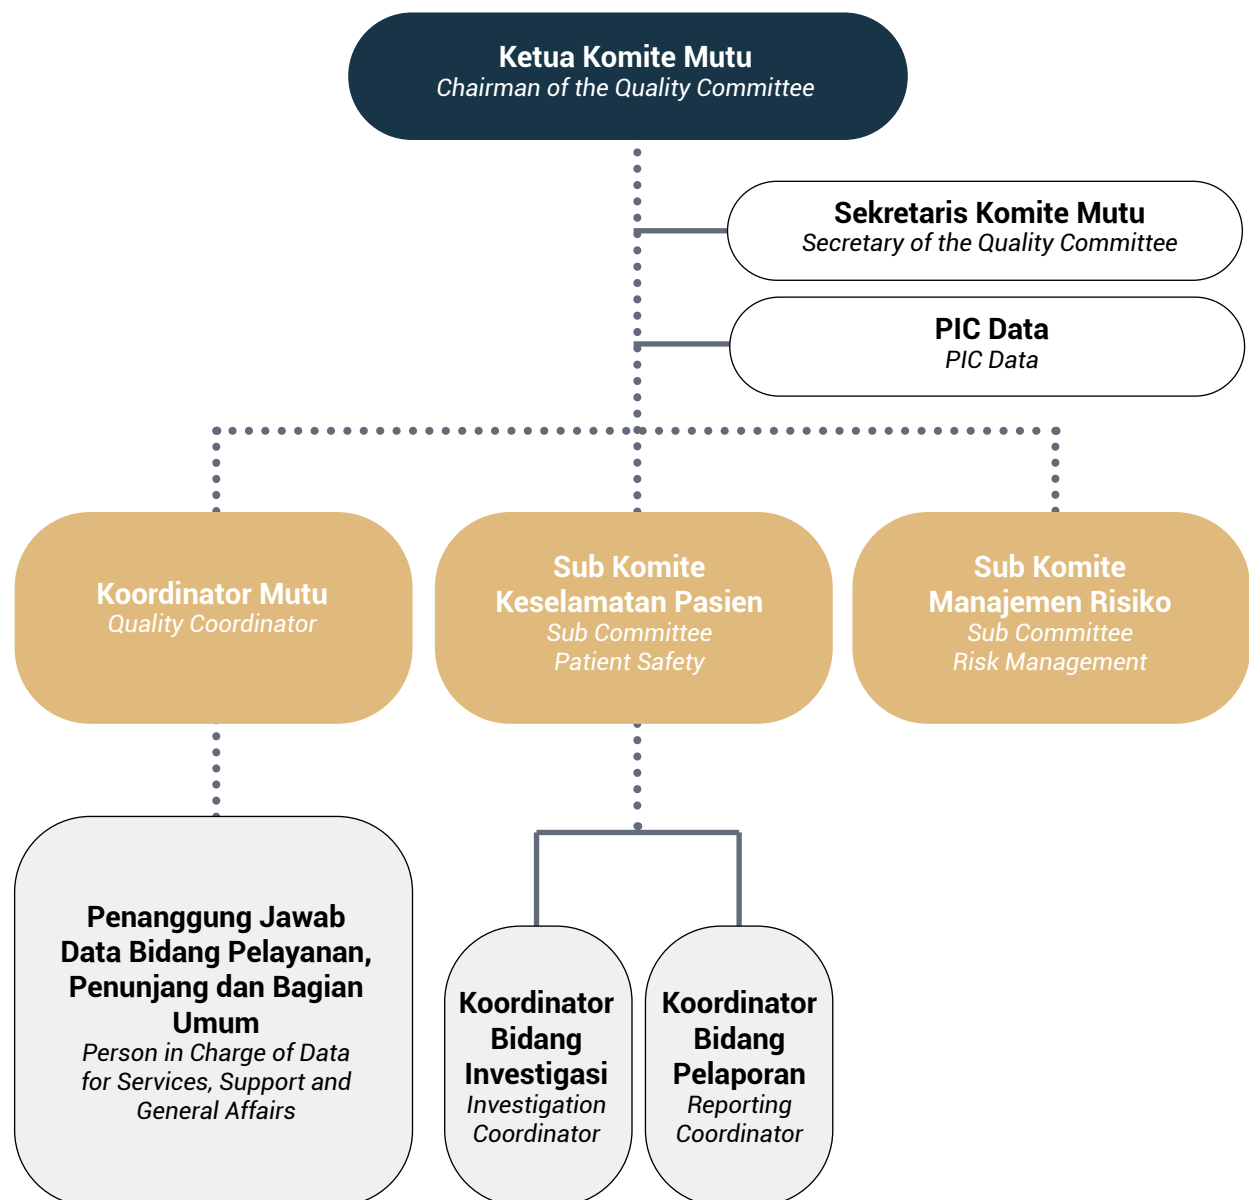 Ketua Komite Mutu
Chairman of the Quality Committee
Sekretaris Komite Mutu
Secretary of the Quality Committee
PIC Data
PIC Data
Koordinator Mutu
Quality Coordinator
Sub Komite
Keselamatan Pasien
Sub Committee
Patient Safety
Sub Komite
Manajemen Risiko
Sub Committee
Risk Management
Penanggung Jawab
Data Bidang Pelayanan,
Penunjang dan Bagian
Umum
Person in Charge of Data
for Services, Support and
General Affairs
Koordinator
Bidang
Investigasi
Investigation
Coordinator
Koordinator
Bidang
Pelaporan
Reporting
Coordinator